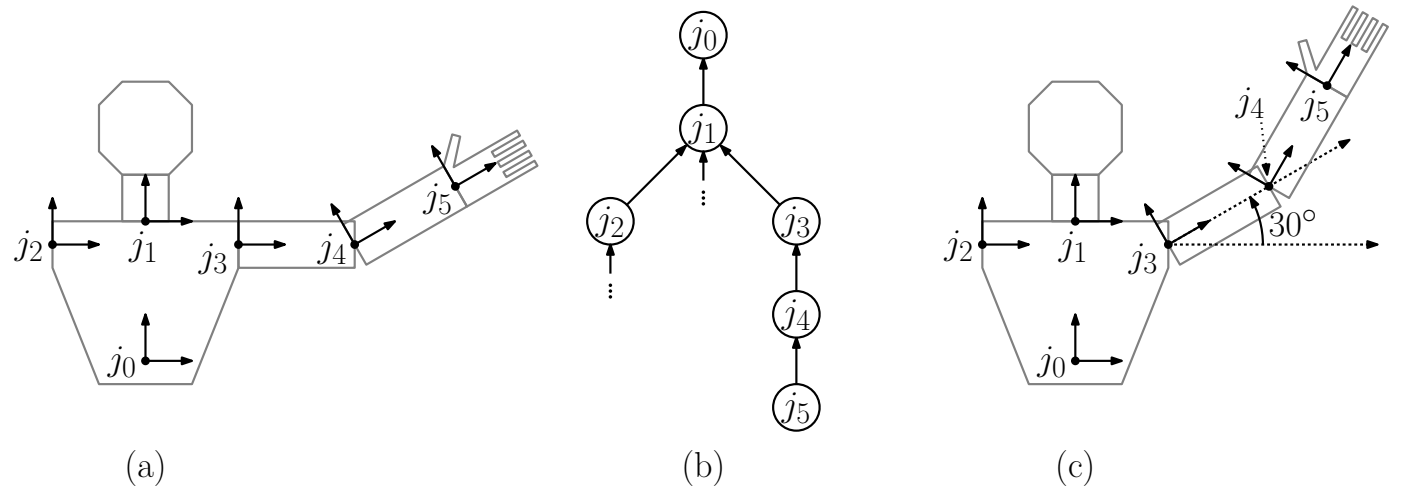 j₂ j₁ j₃ j₄ j₅
j₀
(a)
j₀
j₁
j₂ j₃
j₄
j₅
(b)
j₄ j₅
j₂ j₁ j₃ 30°
j₀
(c)